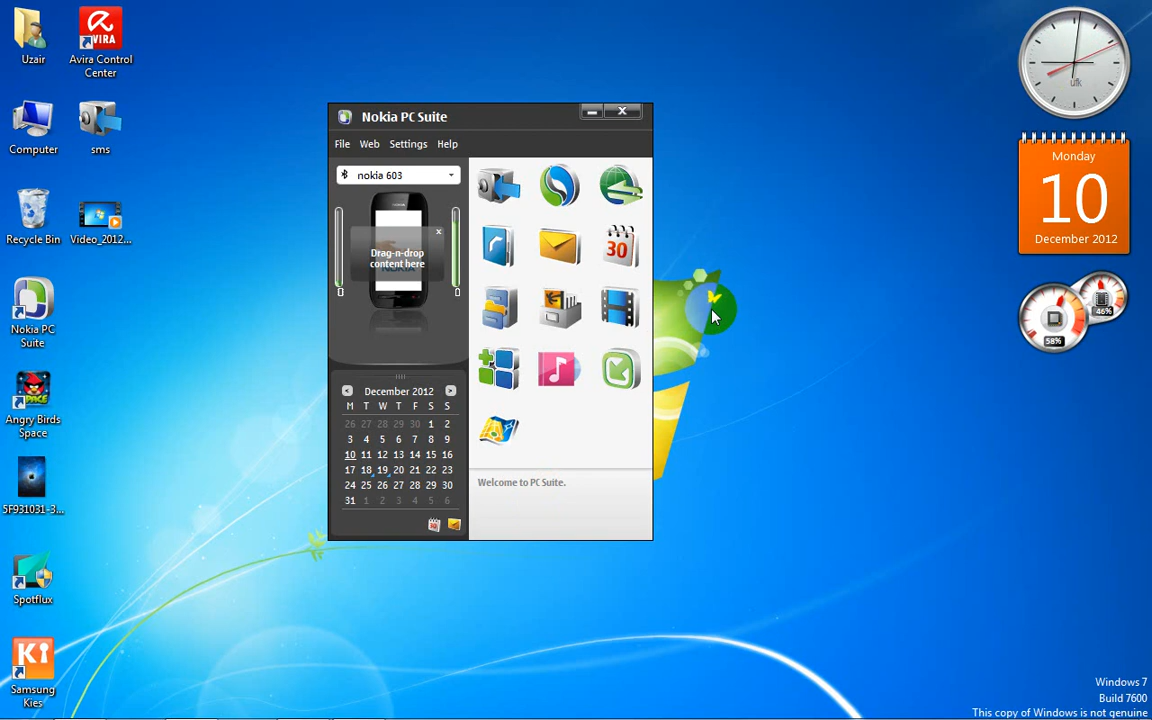 Uzair
Avira Control
Center
AVIRA
Computer
sms
Recycle Bin
Video_2012...
Nokia PC
Suite
Angry Birds
Space
5F931031-3...
Spotflux
Samsung
Kies
Nokia PC Suite
File Web Settings Help
nokia 603
NOKIA
Drag-n-drop
content here
30
December 2012
M T W T F S S
26 27 28 29 30 1 2
3 4 5 6 7 8 9
10 11 12 13 14 15 16
17 18 19 20 21 22 23
24 25 26 27 28 29 30
31 1 2 3 4 5 6
Welcome to PC Suite.
Monday
10
December 2012
58%
46%
Windows 7
Build 7600
This copy of Windows is not genuine